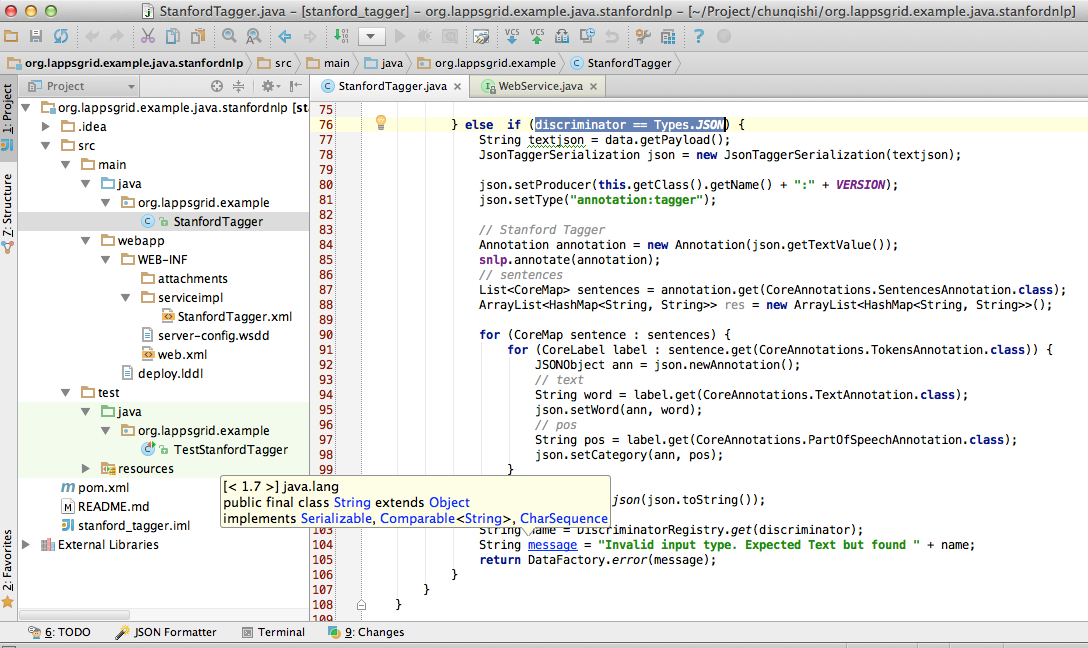 StanfordTagger.java – [stanford_tagger] – org.lappsgrid.example.java.stanfordnlp – [~/Project/chunqishi/org.lappsgrid.example.java.stanfordnlp]
VCS VCS
org.lappsgrid.example.java.stanfordnlp src main java org.lappsgrid.example StanfordTagger
1: Project
Z: Structure
2: Favorites
Project
org.lappsgrid.example.java.stanfordnlp [st
.idea
src
main
java
org.lappsgrid.example
StanfordTagger
webapp
WEB-INF
attachments
serviceimpl
StanfordTagger.xml
server-config.wsdd
web.xml
deploy.lddl
test
java
org.lappsgrid.example
TestStanfordTagger
resources
pom.xml
README.md
stanford_tagger.iml
External Libraries
StanfordTagger.java WebService.java
75
76 } else  if (discriminator == Types.JSON) {
77 String textjson = data.getPayload();
78 JsonTaggerSerialization json = new JsonTaggerSerialization(textjson);
79
80 json.setProducer(this.getClass().getName() + ":" + VERSION);
81 json.setType("annotation:tagger");
82
83 // Stanford Tagger
84 Annotation annotation = new Annotation(json.getTextValue());
85 snlp.annotate(annotation);
86 // sentences
87 List<CoreMap> sentences = annotation.get(CoreAnnotations.SentencesAnnotation.class);
88 ArrayList<HashMap<String, String>> res = new ArrayList<HashMap<String, String>>();
89
90 for (CoreMap sentence : sentences) {
91 for (CoreLabel label : sentence.get(CoreAnnotations.TokensAnnotation.class)) {
92 JSONObject ann = json.newAnnotation();
93 // text
94 String word = label.get(CoreAnnotations.TextAnnotation.class);
95 json.setWord(ann, word);
96 // pos
97 String pos = label.get(CoreAnnotations.PartOfSpeechAnnotation.class);
98 json.setCategory(ann, pos);
99 }
[< 1.7 >] java.lang
public final class String extends Object
implements Serializable, Comparable<String>, CharSequence
json(json.toString());
103 String name = DiscriminatorRegistry.get(discriminator);
104 String message = "Invalid input type. Expected Text but found " + name;
105 return DataFactory.error(message);
106 }
107 }
108 }
109
6: TODO JSON Formatter Terminal 9: Changes